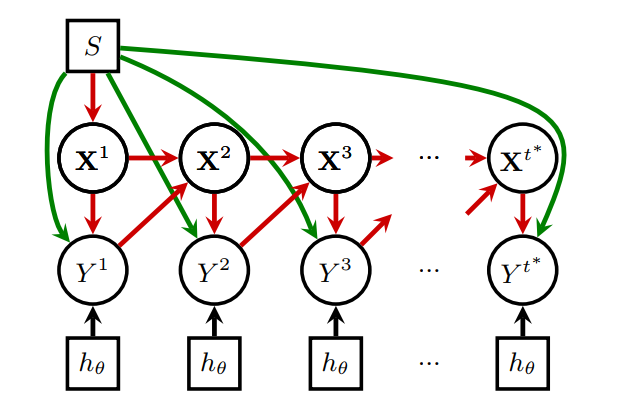 S
X¹ X² X³ ... X^{t*}
Y¹ Y² Y³ ... Y^{t*}
h_θ h_θ h_θ ... h_θ